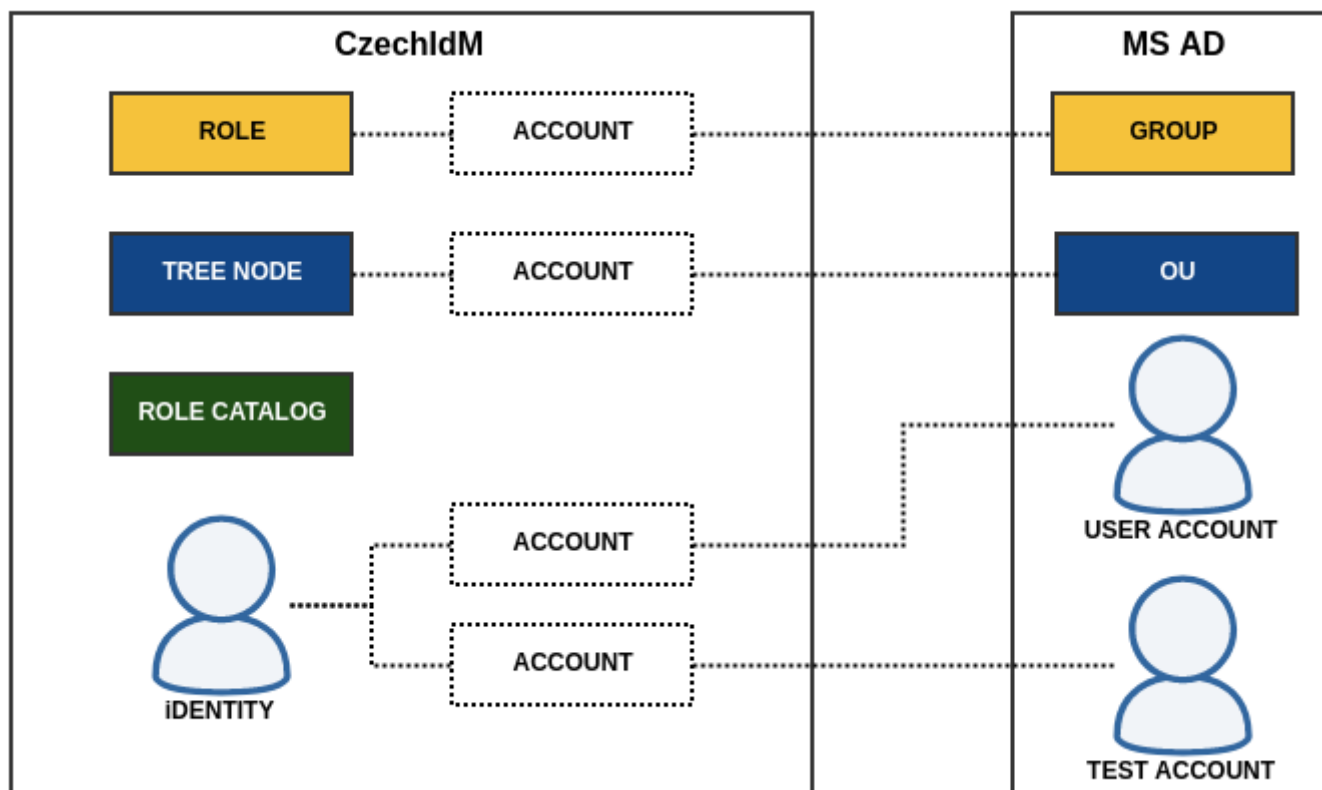 CzechIdM
MS AD
ROLE
ACCOUNT
GROUP
TREE NODE
ACCOUNT
OU
ROLE CATALOG
ACCOUNT
USER ACCOUNT
ACCOUNT
iDENTITY
TEST ACCOUNT